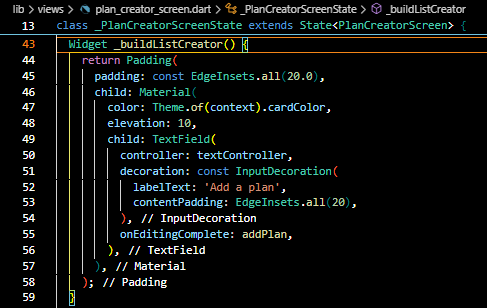 lib > views > plan_creator_screen.dart > _PlanCreatorScreenState > _buildListCreator
13 class _PlanCreatorScreenState extends State<PlanCreatorScreen> {
43 Widget _buildListCreator() {
44 return Padding(
45 padding: const EdgeInsets.all(20.0),
46 child: Material(
47 color: Theme.of(context).cardColor,
48 elevation: 10,
49 child: TextField(
50 controller: textController,
51 decoration: const InputDecoration(
52 labelText: 'Add a plan',
53 contentPadding: EdgeInsets.all(20),
54 ), // InputDecoration
55 onEditingComplete: addPlan,
56 ), // TextField
57 ), // Material
58 ); // Padding
59 }